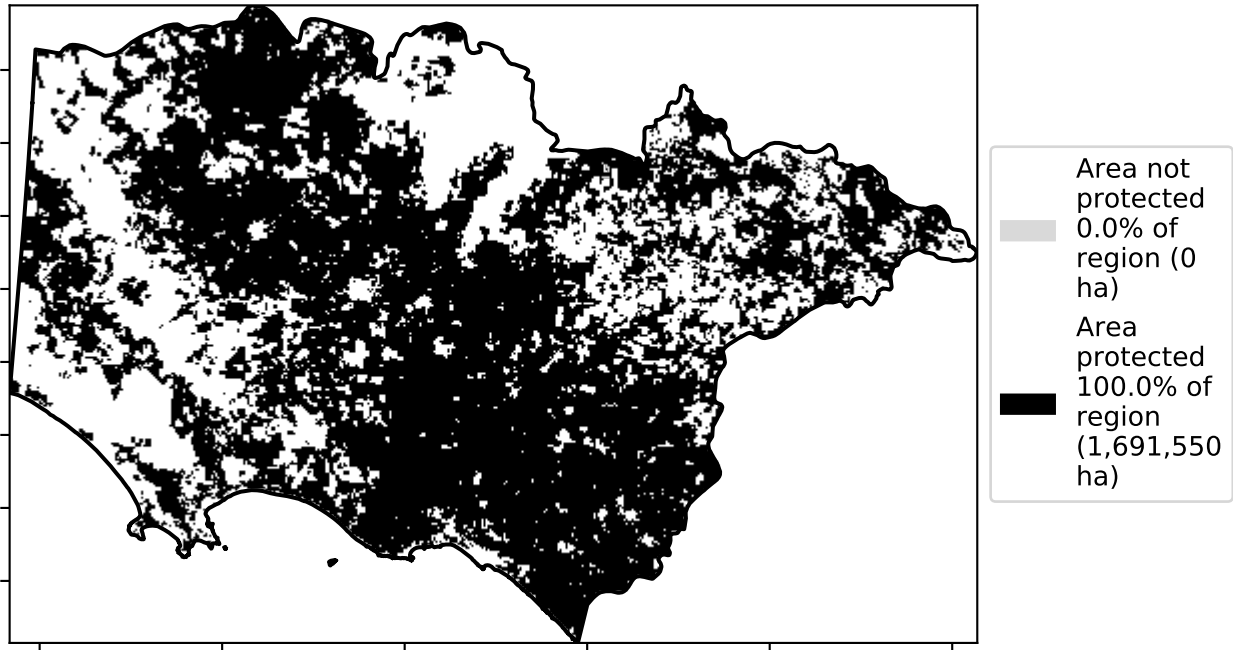 Area not
protected
0.0% of
region (0
ha)
Area
protected
100.0% of
region
(1,691,550
ha)